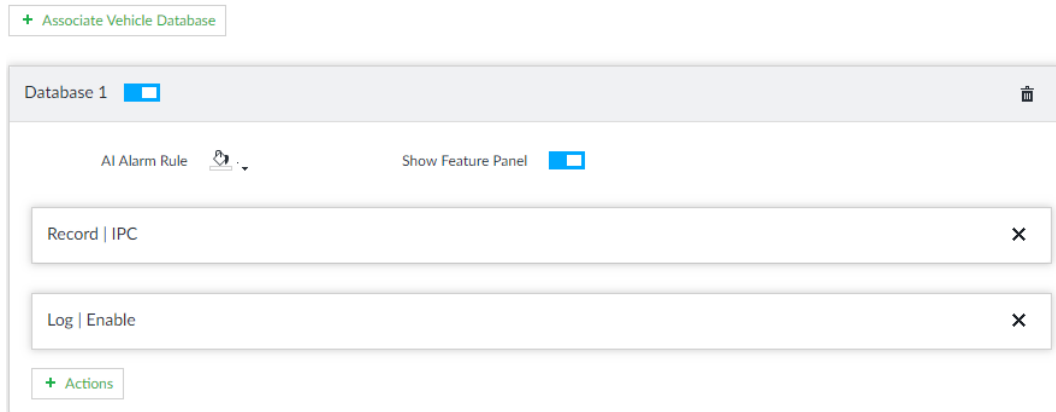 + Associate Vehicle Database
Database 1
AI Alarm Rule Show Feature Panel
Record | IPC
Log | Enable
+ Actions